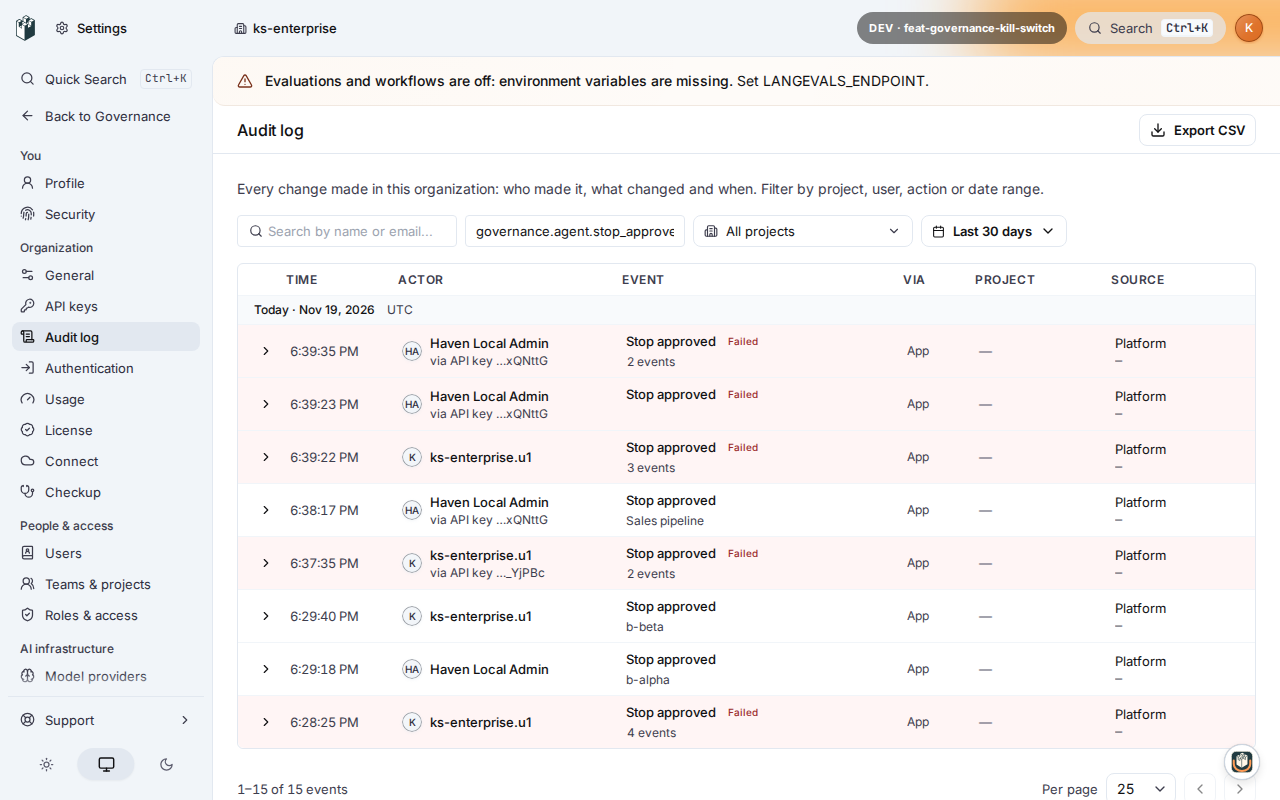 Settings
ks-enterprise
DEV · feat-governance-kill-switch
Search Ctrl+K
K
Quick Search Ctrl+K
Back to Governance
You
Profile
Security
Organization
General
API keys
Audit log
Authentication
Usage
License
Connect
Checkup
People & access
Users
Teams & projects
Roles & access
AI infrastructure
Model providers
Support
Evaluations and workflows are off: environment variables are missing. Set LANGEVALS_ENDPOINT.
Audit log
Export CSV
Every change made in this organization: who made it, what changed and when. Filter by project, user, action or date range.
Search by name or email...
governance.agent.stop_approve
All projects
Last 30 days
TIME ACTOR EVENT VIA PROJECT SOURCE
Today · Nov 19, 2026 UTC
6:39:35 PM HA Haven Local Admin Stop approved Failed App — Platform
via API key ...xQNttG 2 events –
6:39:23 PM HA Haven Local Admin Stop approved Failed App — Platform
via API key ...xQNttG –
6:39:22 PM K ks-enterprise.u1 Stop approved Failed App — Platform
3 events –
6:38:17 PM HA Haven Local Admin Stop approved App — Platform
via API key ...xQNttG Sales pipeline –
6:37:35 PM K ks-enterprise.u1 Stop approved Failed App — Platform
via API key ..._YjPBc 2 events –
6:29:40 PM K ks-enterprise.u1 Stop approved App — Platform
b-beta –
6:29:18 PM HA Haven Local Admin Stop approved App — Platform
b-alpha –
6:28:25 PM K ks-enterprise.u1 Stop approved Failed App — Platform
4 events –
1–15 of 15 events
Per page 25